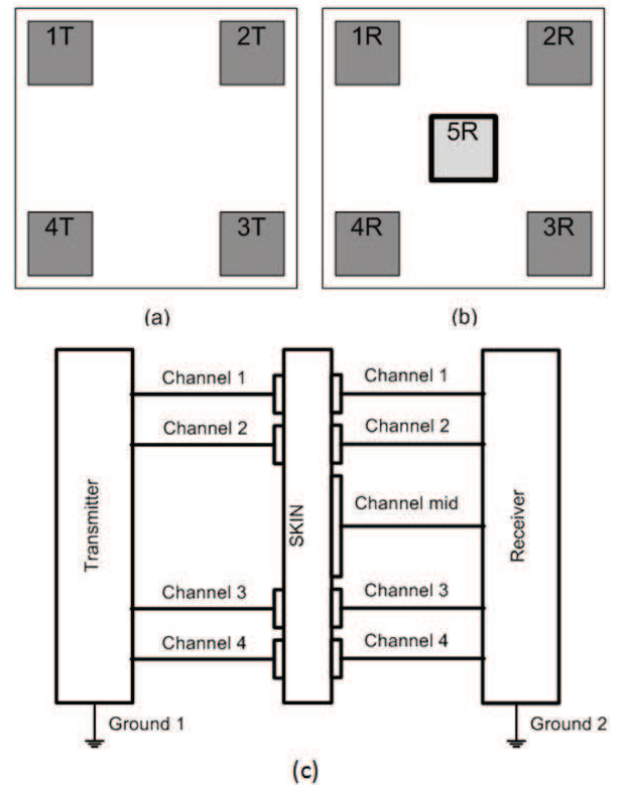 1T 2T
4T 3T
(a)
1R 2R
5R
4R 3R
(b)
Transmitter
Channel 1
Channel 2
Channel 3
Channel 4
Ground 1
SKIN
Channel 1
Channel 2
Channel mid
Channel 3
Channel 4
Receiver
Ground 2
(c)